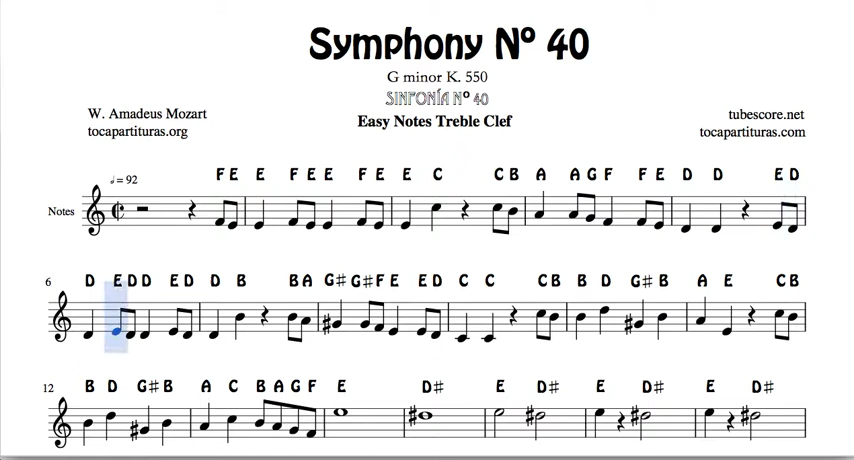 Symphony Nº 40
G minor K. 550
SINFONÍA Nº 40
W. Amadeus Mozart
tubescore.net
Easy Notes Treble Clef
tocapartituras.org
tocapartituras.com
♩ = 92
F E E F E E F E E C C B A A G F F E D D E D
Notes
6
D E D D E D D B B A G♯ G♯ F E E D C C C B B D G♯ B A E C B
12
B D G♯ B A C B A G F E D♯ E D♯ E D♯ E D♯